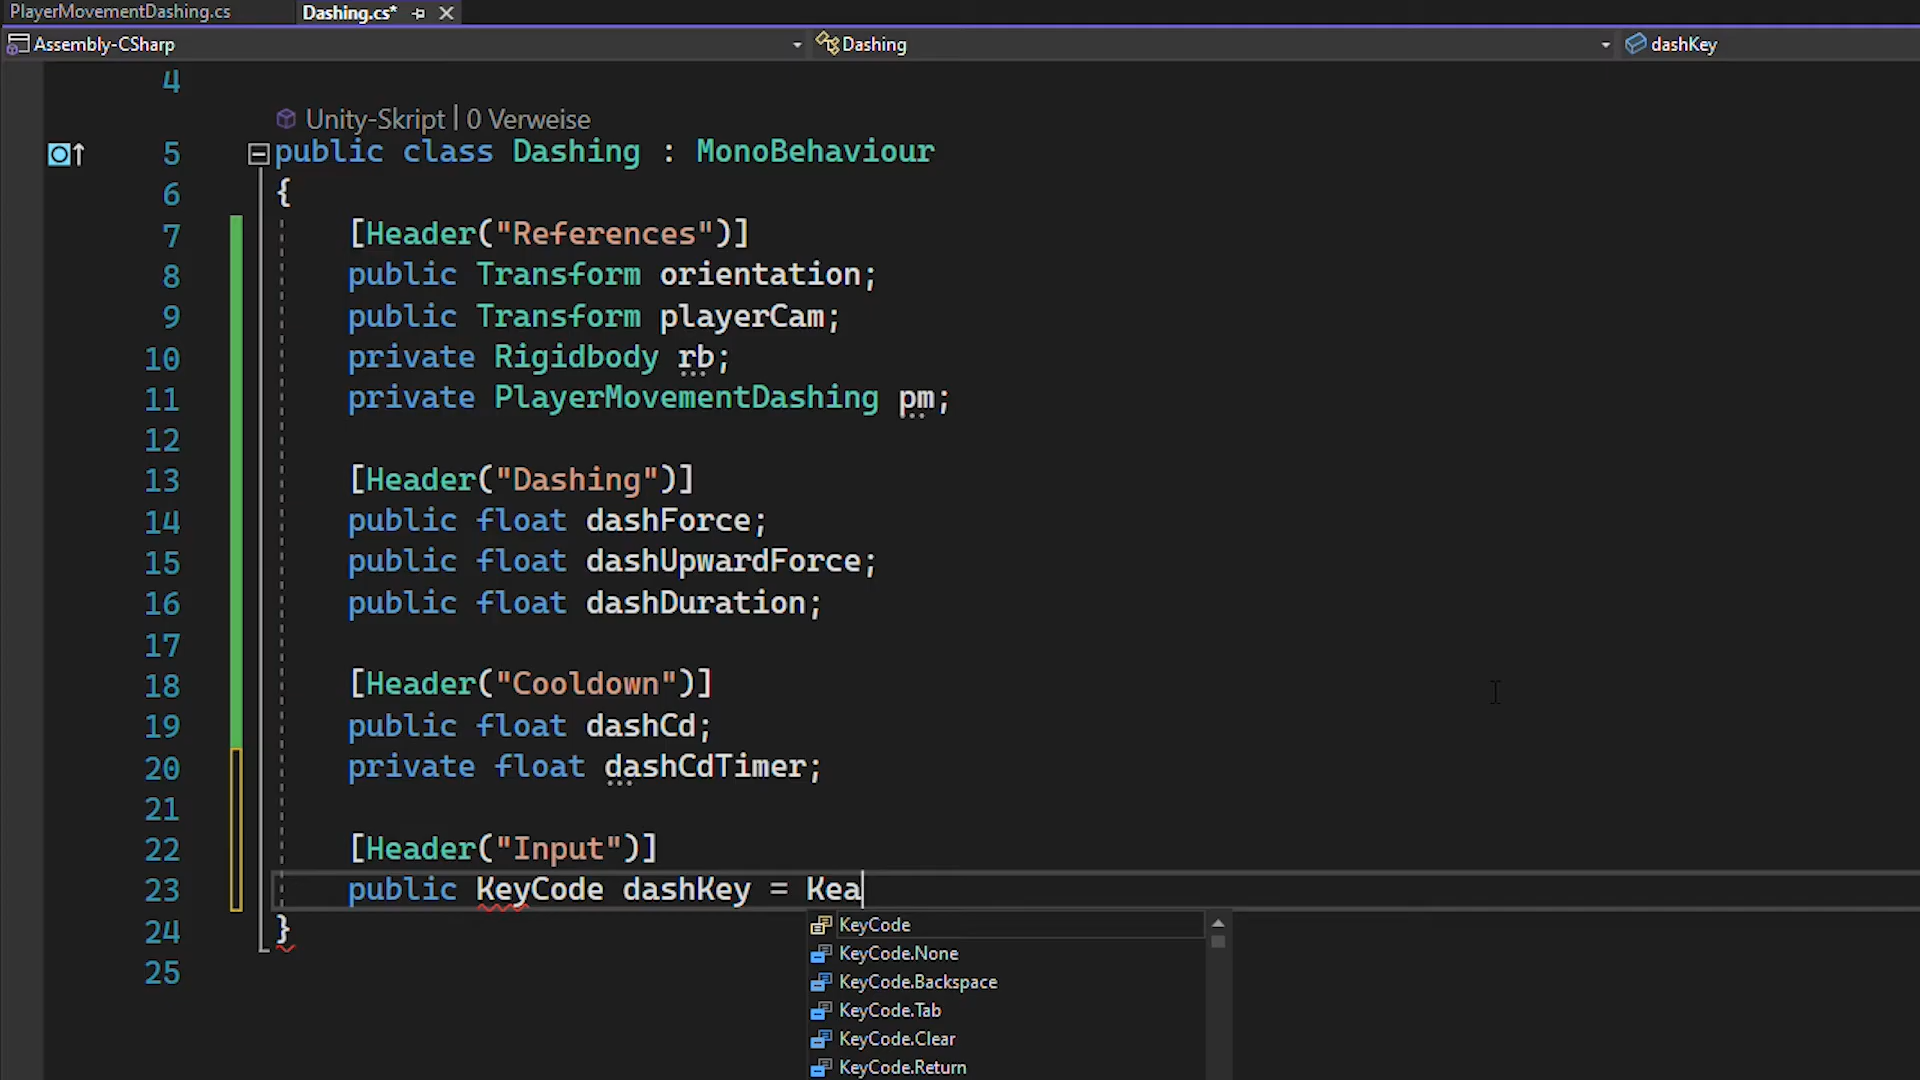 PlayerMovementDashing.cs Dashing.cs*
Assembly-CSharp Dashing dashKey
4
Unity-Skript | 0 Verweise
5 public class Dashing : MonoBehaviour
6 {
7 [Header("References")]
8 public Transform orientation;
9 public Transform playerCam;
10 private Rigidbody rb;
11 private PlayerMovementDashing pm;
12
13 [Header("Dashing")]
14 public float dashForce;
15 public float dashUpwardForce;
16 public float dashDuration;
17
18 [Header("Cooldown")]
19 public float dashCd;
20 private float dashCdTimer;
21
22 [Header("Input")]
23 public KeyCode dashKey = Kea
24 }
25
KeyCode
KeyCode.None
KeyCode.Backspace
KeyCode.Tab
KeyCode.Clear
KeyCode.Return